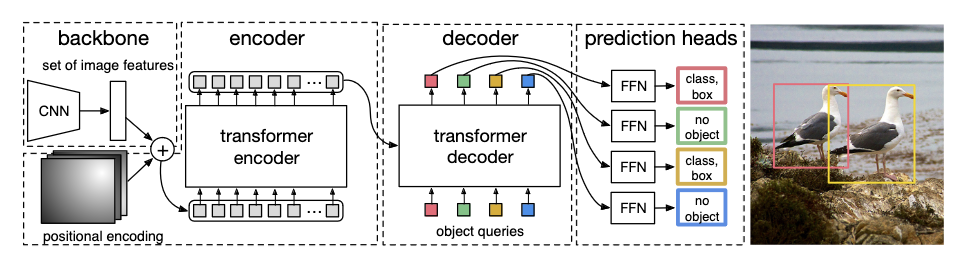 backbone
set of image features
CNN
+
positional encoding
encoder
...
transformer
encoder
...
decoder
transformer
decoder
object queries
prediction heads
FFN
class,
box
FFN
no
object
FFN
class,
box
FFN
no
object